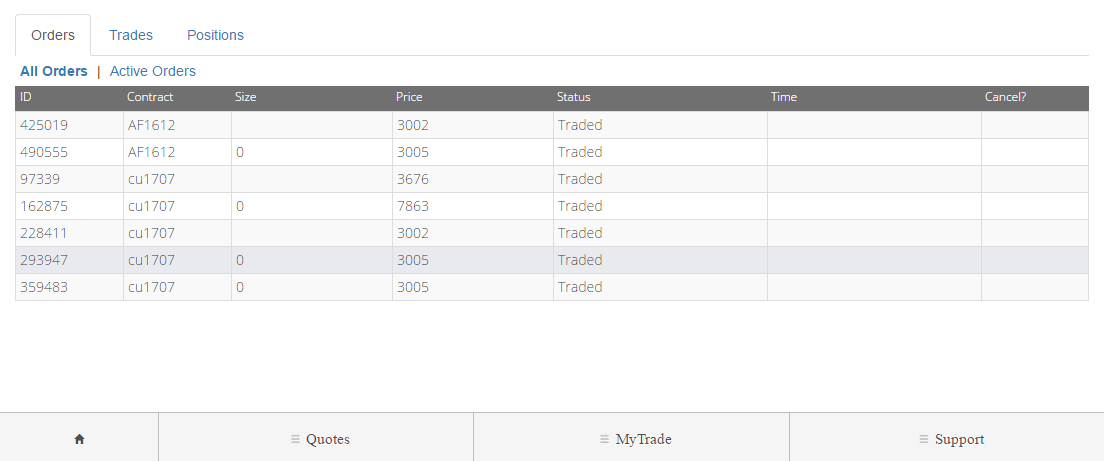 Orders Trades Positions
All Orders | Active Orders
ID Contract Size Price Status Time Cancel?
425019 AF1612 3002 Traded
490555 AF1612 0 3005 Traded
97339 cu1707 3676 Traded
162875 cu1707 0 7863 Traded
228411 cu1707 3002 Traded
293947 cu1707 0 3005 Traded
359483 cu1707 0 3005 Traded
Quotes MyTrade Support